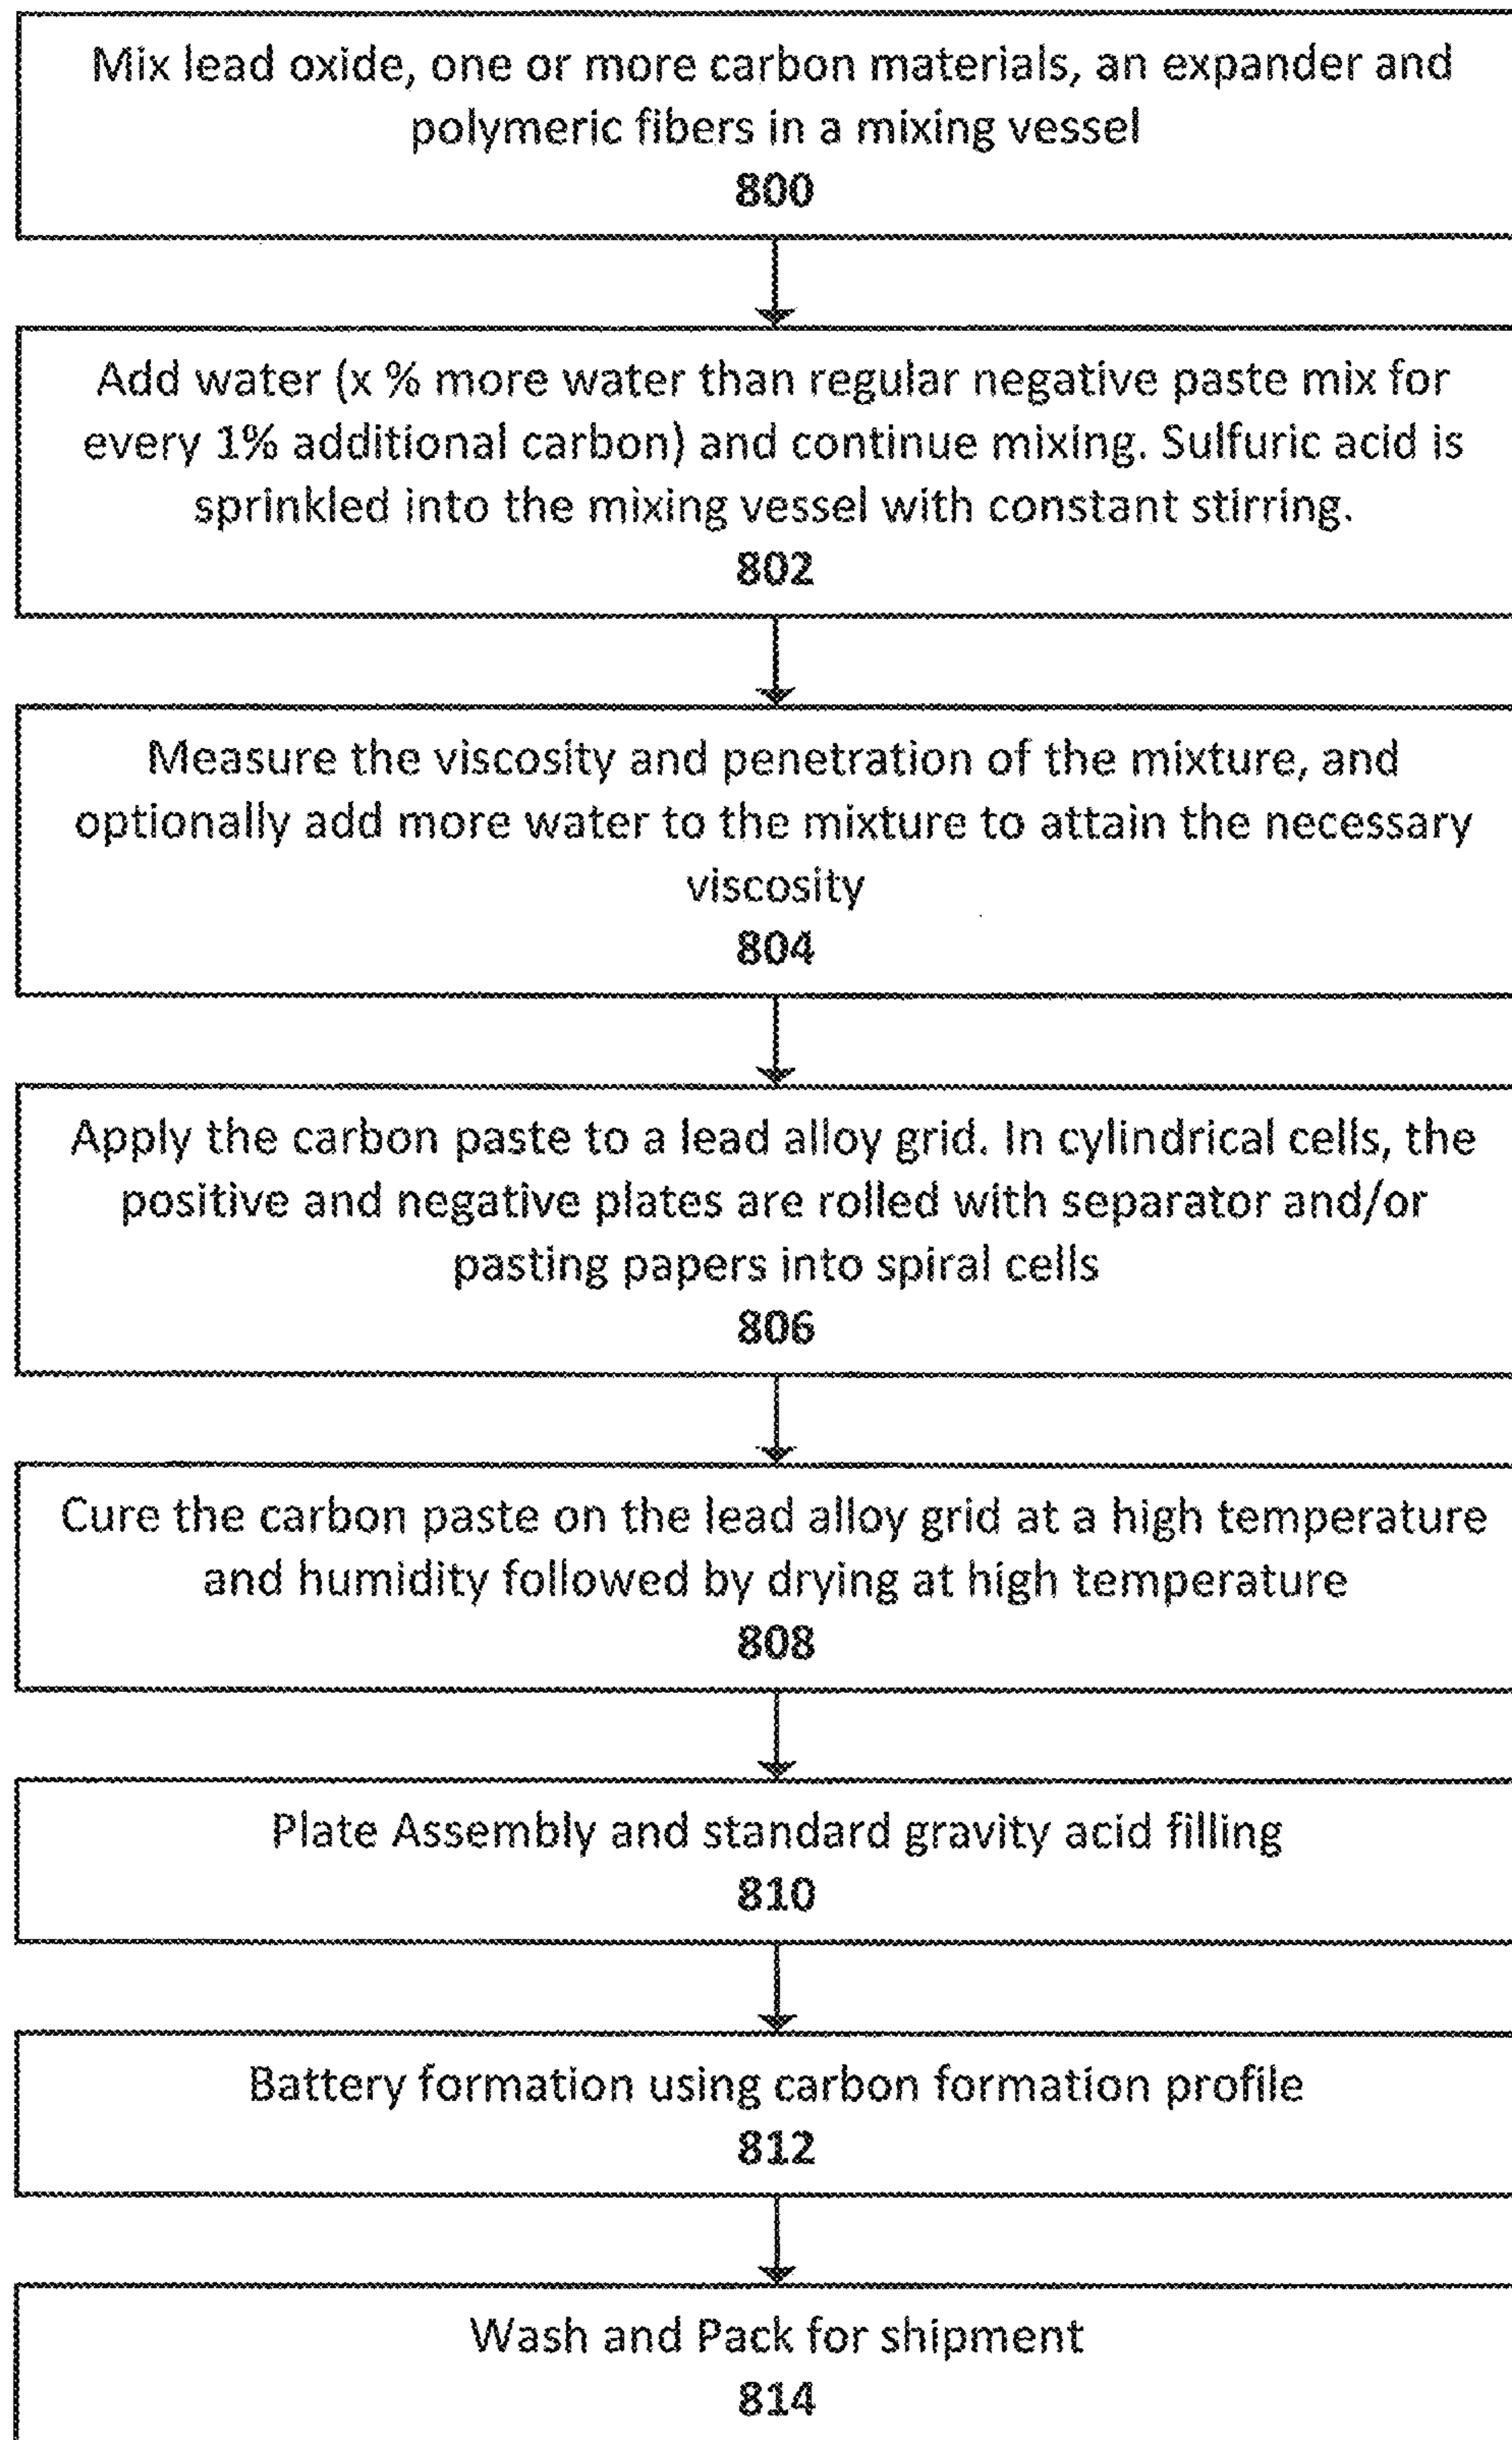 Mix lead oxide, one or more carbon materials, an expander and
polymeric fibers in a mixing vessel
800
Add water (x % more water than regular negative paste mix for
every 1% additional carbon) and continue mixing. Sulfuric acid is
sprinkled into the mixing vessel with constant stirring.
802
Measure the viscosity and penetration of the mixture, and
optionally add more water to the mixture to attain the necessary
viscosity
804
Apply the carbon paste to a lead alloy grid. In cylindrical cells, the
positive and negative plates are rolled with separator and/or
pasting papers into spiral cells
806
Cure the carbon paste on the lead alloy grid at a high temperature
and humidity followed by drying at high temperature
808
Plate Assembly and standard gravity acid filling
810
Battery formation using carbon formation profile
812
Wash and Pack for shipment
814